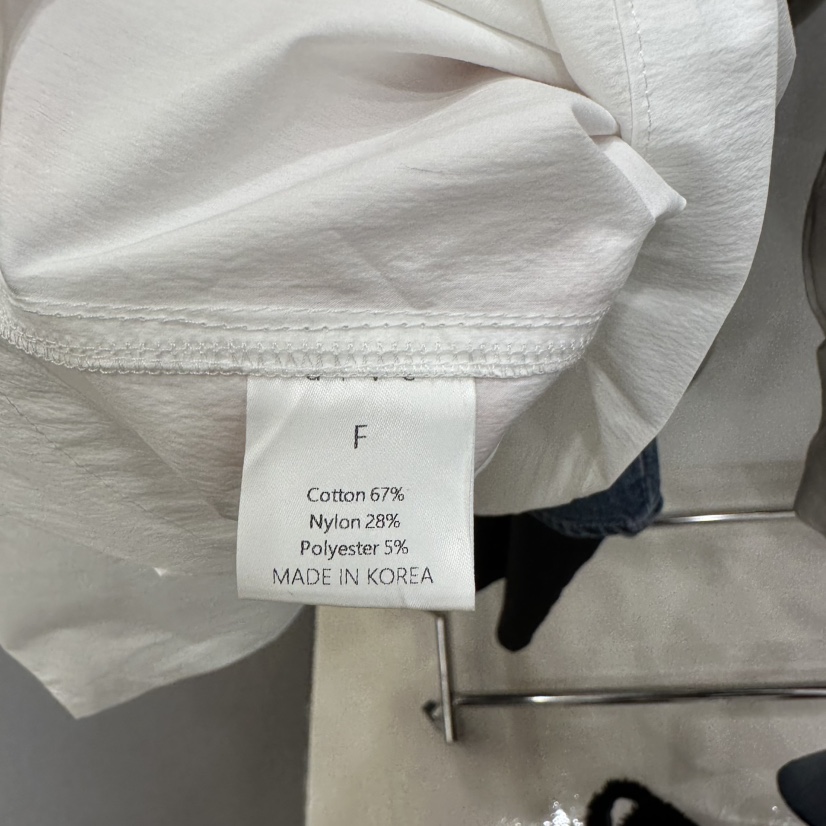 F
Cotton 67%
Nylon 28%
Polyester 5%
MADE IN KOREA